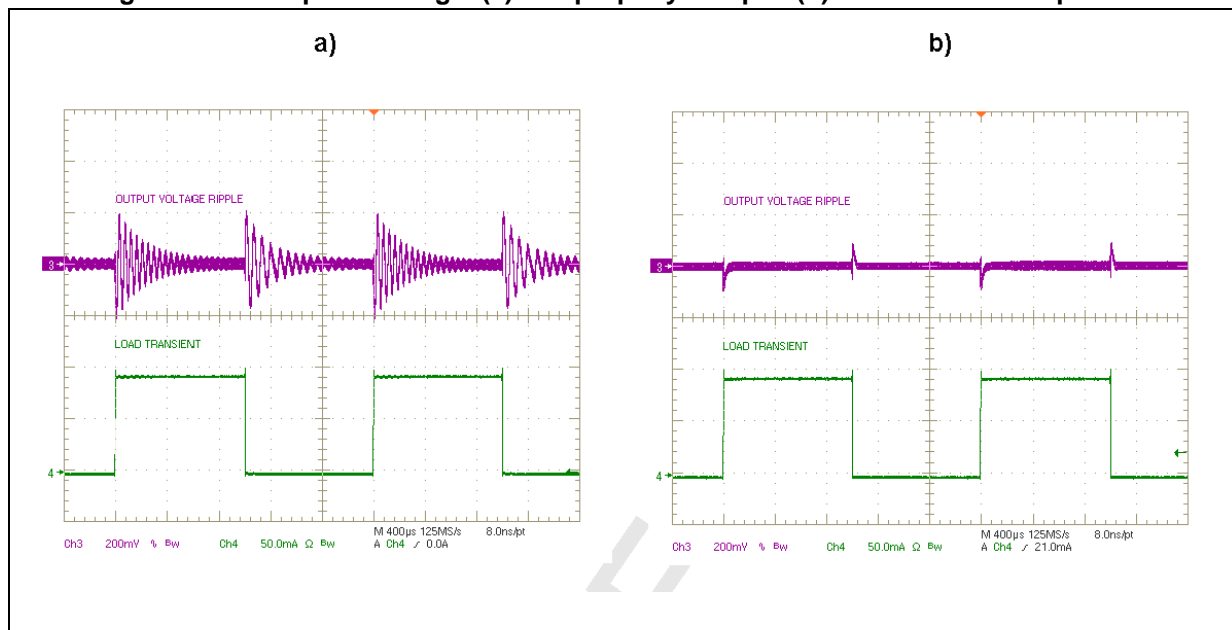 a)
b)
OUTPUT VOLTAGE RIPPLE
3
LOAD TRANSIENT
4
M 400µs 125MS/s 8.0ns/pt
A Ch4 ∫ 0.0A
Ch3 200mV % Bw Ch4 50.0mA Ω Bw
OUTPUT VOLTAGE RIPPLE
3
LOAD TRANSIENT
4
M 400µs 125MS/s 8.0ns/pt
A Ch4 ∫ 21.0mA
Ch3 200mV % Bw Ch4 50.0mA Ω Bw